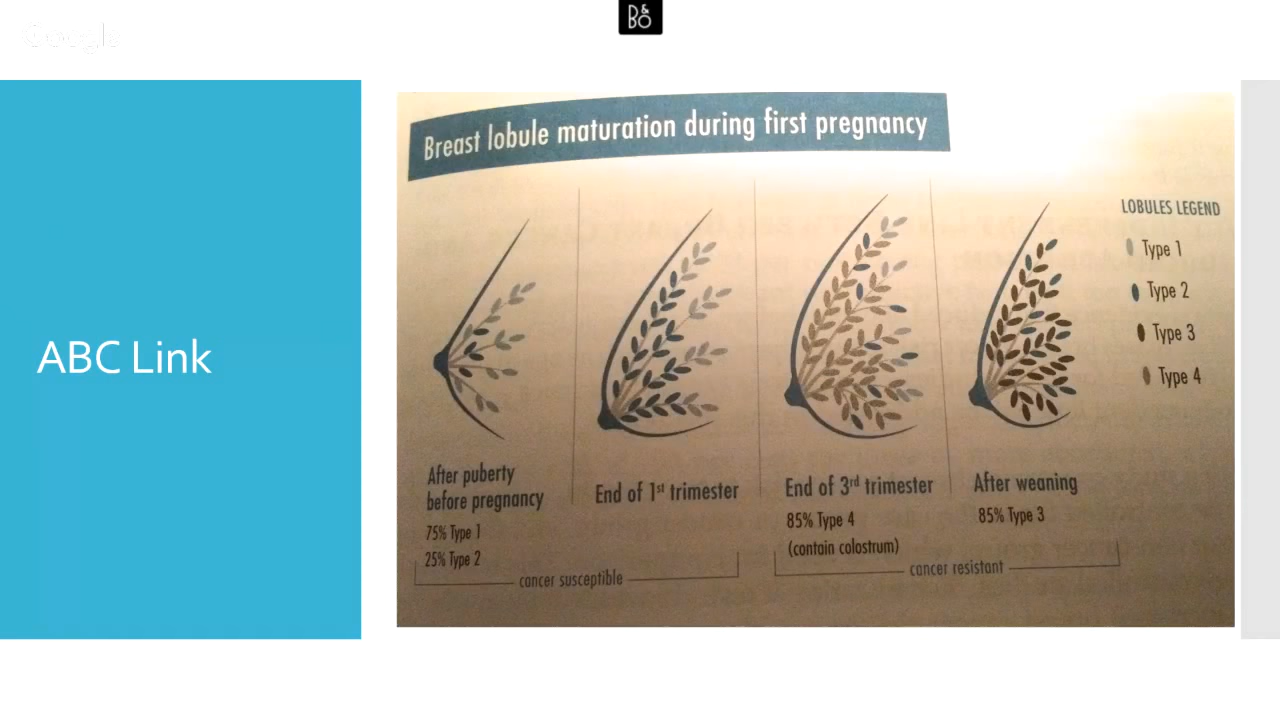 Google
B&O
ABC Link
Breast lobule maturation during first pregnancy
LOBULES LEGEND
Type 1
Type 2
Type 3
Type 4
After puberty
before pregnancy
75% Type 1
25% Type 2
End of 1st trimester
End of 3rd trimester
85% Type 4
(contain colostrum)
After weaning
85% Type 3
cancer susceptible
cancer resistant